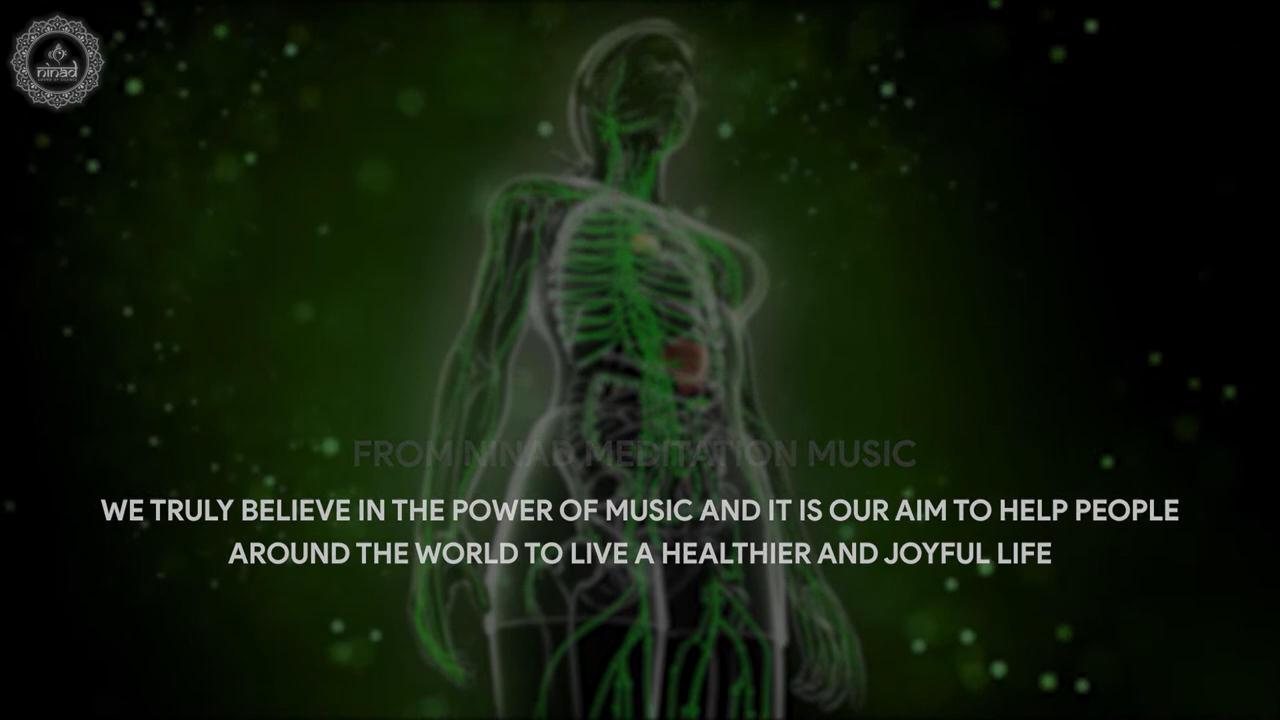 ninad
FROM NINAD MEDITATION MUSIC
WE TRULY BELIEVE IN THE POWER OF MUSIC AND IT IS OUR AIM TO HELP PEOPLE
AROUND THE WORLD TO LIVE A HEALTHIER AND JOYFUL LIFE